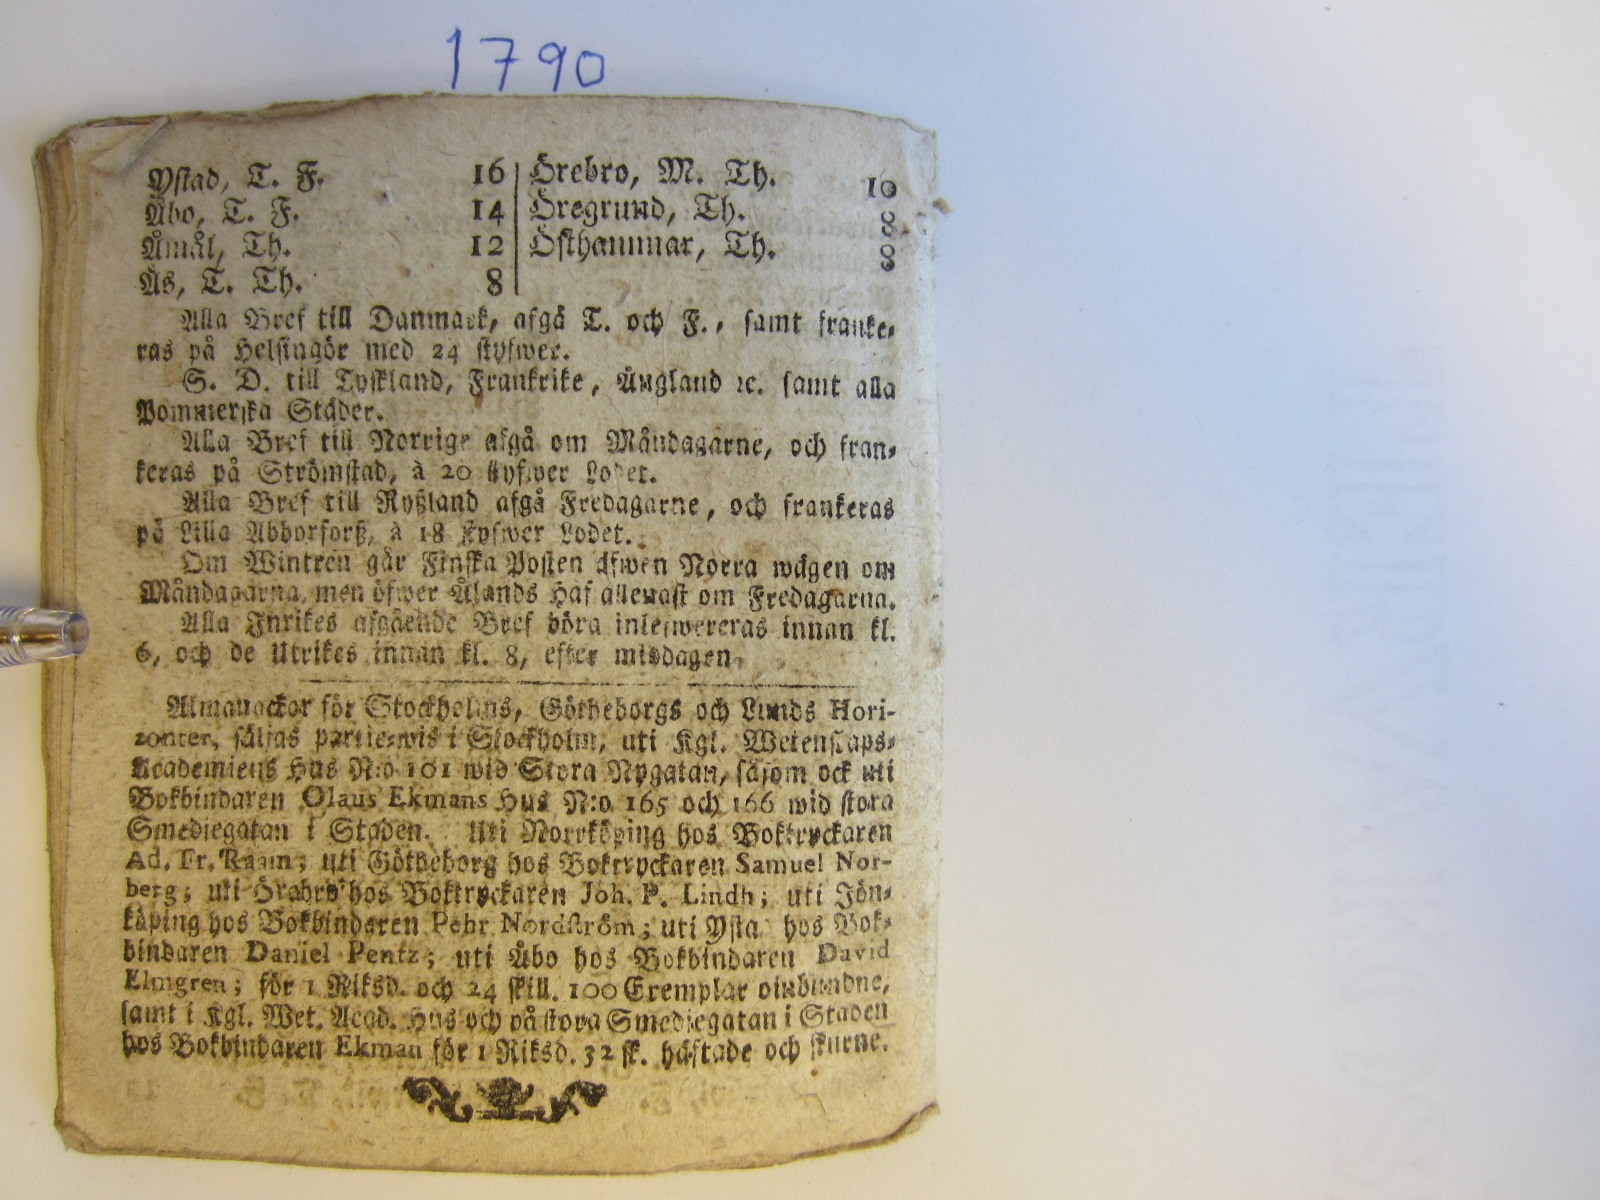 1790
Ystad, T. F. 16
Åbo, T. F. 14
Åmål, Th. 12
Ås, T. Th. 8
Örebro, M. Th. 10
Öregrund, Th. 8
Östhammar, Th. 8
Alla Bref till Danmark, afgå T. och F., samt franke-
ras på Helsingör med 24 styfwer.
S. D. till Tyskland, Frankrike, Ängland ꝛc. samt alla
Pommerska Städer.
Alla Bref till Norrige afgå om Måndagarne, och fran-
keras på Strömstad, à 20 styfwer Lodet.
Alla Bref till Ryßland afgå Fredagarne, och frankeras
på Lilla Abborforß, à 18 styfwer Lodet.
Om Wintren går Finska Posten äfwen Norra wägen om
Måndagarna, men öfwer Ålands Haf allenast om Fredagarna.
Alla Inrikes afgående Bref böra inlefwereras innan kl.
6, och de Utrikes innan kl. 8, efter middagen.
Almanackor för Stockholms, Götheborgs och Lunds Hori-
zonter, säljas partie-wis i Stockholm, uti Kgl. Wetenscaps-
Academiens Hus N:o 101 wid Stora Nygatan, såsom ock uti
Bokbindaren Olaus Ekmans Hus N:o 165 och 166 wid stora
Smediegatan i Staden. Uti Norrköping hos Boktryckaren
Ad. Fr. Raam; uti Götheborg hos Boktryckaren Samuel Nor-
berg; uti Örebro hos Boktryckaren Joh. P. Lindh; uti Jön-
köping hos Bokbindaren Pehr Nordström; uti Ysta hos Bok-
bindaren Daniel Pentz; uti Åbo hos Bokbindaren David
Elmgren; för 1 Riksd. och 24 skill. 100 Exemplar oinbundne,
samt i Kgl. Wet. Acad. Hus och på stora Smediegatan i Staden
hos Bokbindaren Ekman för 1 Riksd. 32 sk. häftade och skurne.